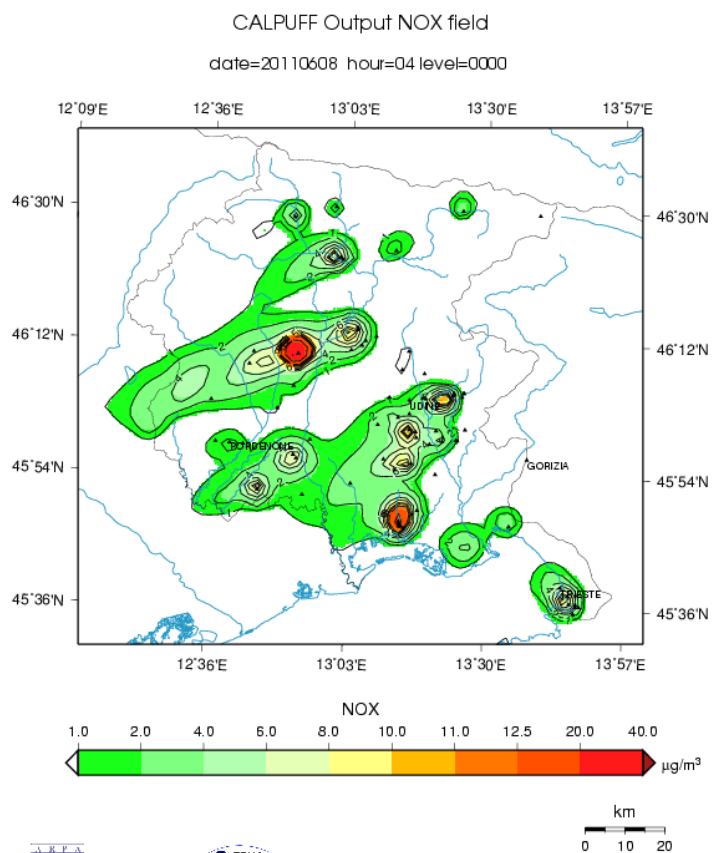 CALPUFF Output NOX field
date=20110608 hour=04 level=0000
12°09'E 12°36'E 13°03'E 13°30'E 13°57'E
46°30'N 46°30'N
46°12'N 46°12'N
UDINE
PORDENONE
45°54'N GORIZIA 45°54'N
TRIESTE
45°36'N 45°36'N
12°36'E 13°03'E 13°30'E 13°57'E
NOX
1.0 2.0 4.0 6.0 8.0 10.0 11.0 12.5 20.0 40.0
µg/m³
km
0 10 20
A R P A